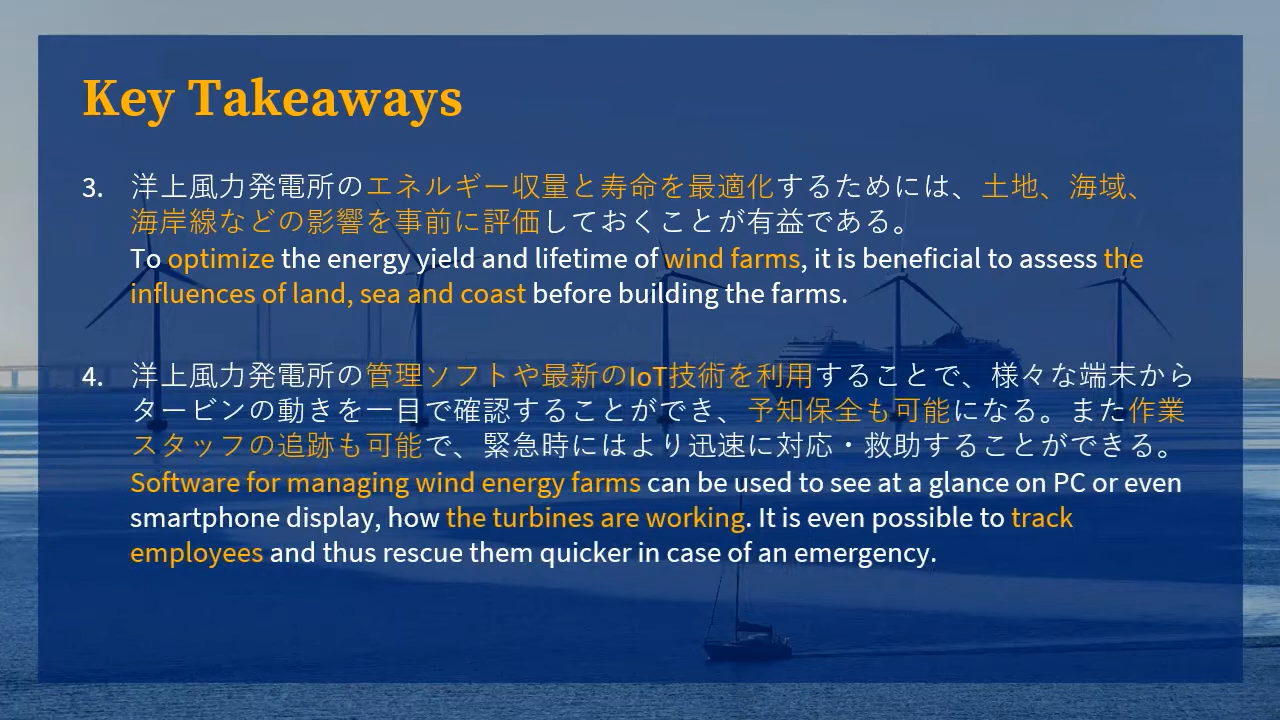 Key Takeaways
3. 洋上風力発電所のエネルギー収量と寿命を最適化するためには、土地、海域、
海岸線などの影響を事前に評価しておくことが有益である。
To optimize the energy yield and lifetime of wind farms, it is beneficial to assess the
influences of land, sea and coast before building the farms.
4. 洋上風力発電所の管理ソフトや最新のIoT技術を利用することで、様々な端末から
タービンの動きを一目で確認することができ、予知保全も可能になる。また作業
スタッフの追跡も可能で、緊急時にはより迅速に対応・救助することができる。
Software for managing wind energy farms can be used to see at a glance on PC or even
smartphone display, how the turbines are working. It is even possible to track
employees and thus rescue them quicker in case of an emergency.